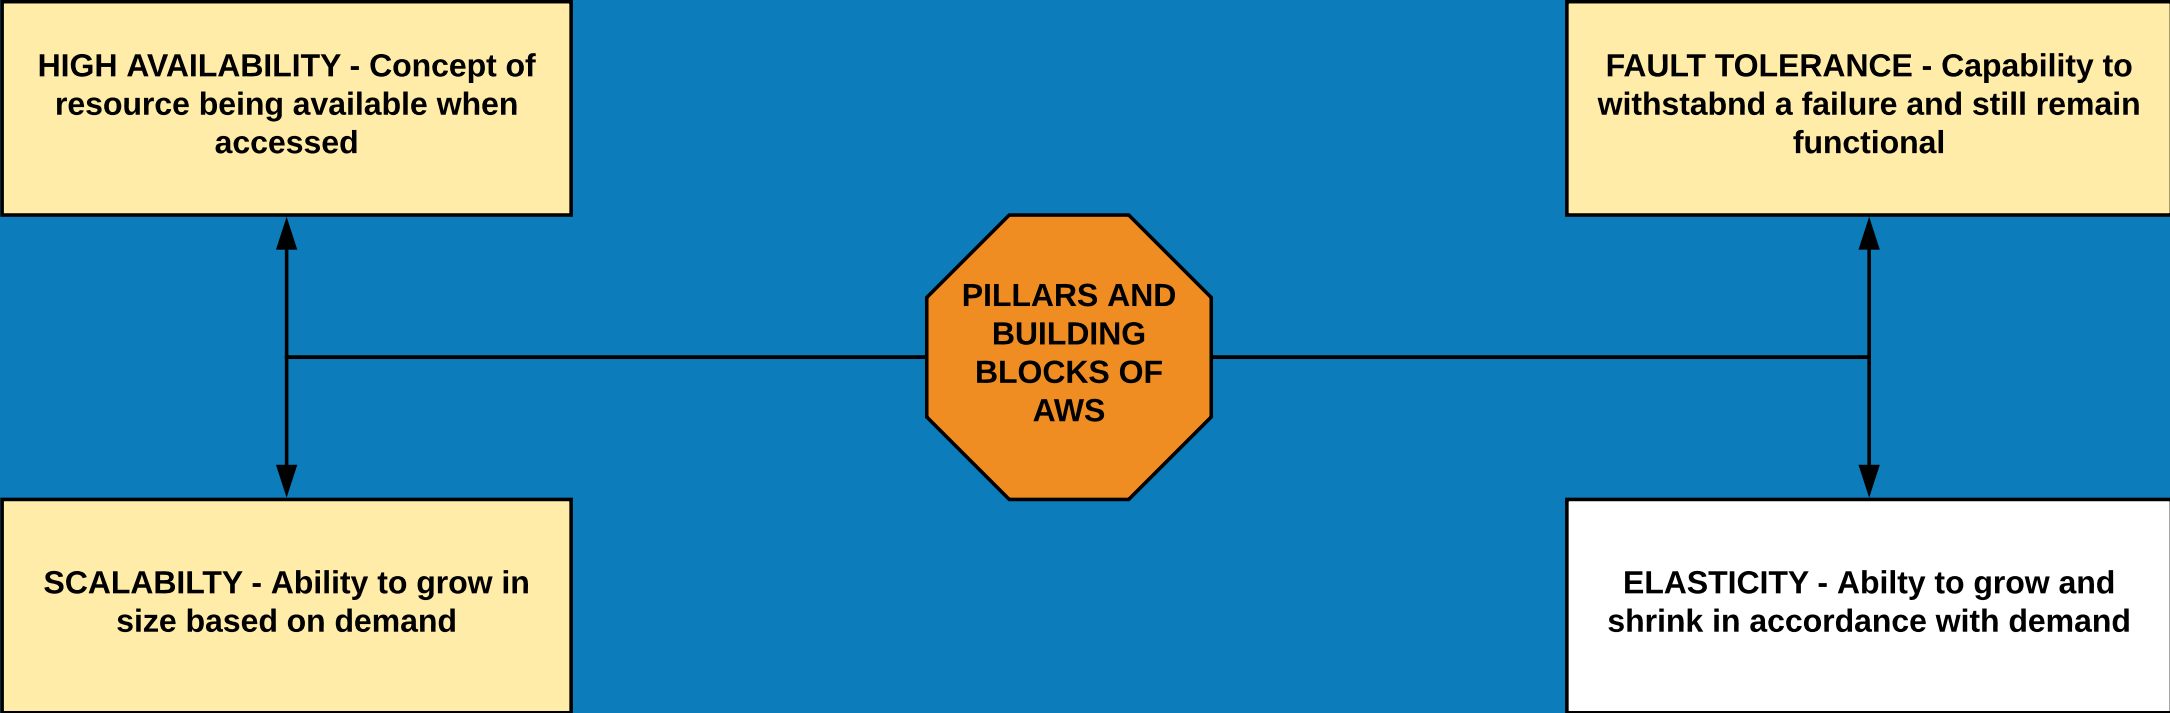 HIGH AVAILABILITY - Concept of
resource being available when
accessed
FAULT TOLERANCE - Capability to
withstabnd a failure and still remain
functional
PILLARS AND
BUILDING
BLOCKS OF
AWS
SCALABILTY - Ability to grow in
size based on demand
ELASTICITY - Abilty to grow and
shrink in accordance with demand